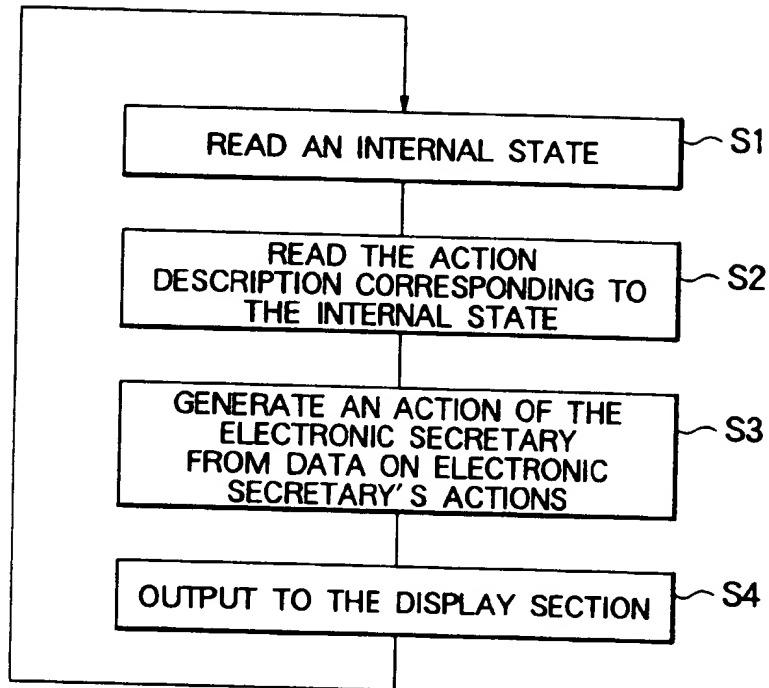 READ AN INTERNAL STATE
S1
READ THE ACTION
DESCRIPTION CORRESPONDING TO
THE INTERNAL STATE
S2
GENERATE AN ACTION OF THE
ELECTRONIC SECRETARY
FROM DATA ON ELECTRONIC
SECRETARY'S ACTIONS
S3
OUTPUT TO THE DISPLAY SECTION
S4